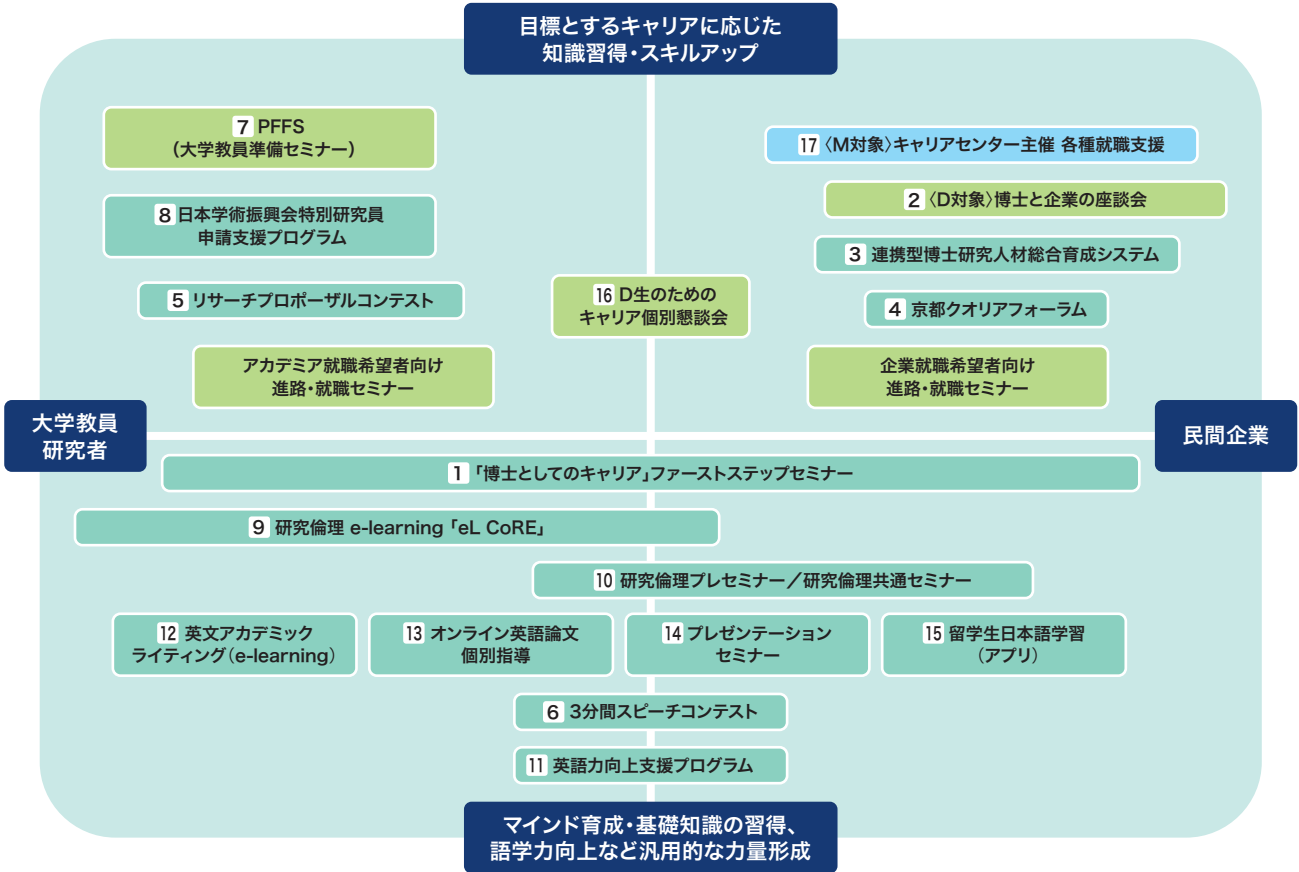 目標とするキャリアに応じた
知識習得・スキルアップ
7 PFFS
（大学教員準備セミナー）
17 〈M対象〉キャリアセンター主催 各種就職支援
2 〈D対象〉博士と企業の座談会
8 日本学術振興会特別研究員
申請支援プログラム
3 連携型博士研究人材総合育成システム
5 リサーチプロポーザルコンテスト
16 D生のための
キャリア個別懇談会
4 京都クオリアフォーラム
アカデミア就職希望者向け
進路・就職セミナー
企業就職希望者向け
進路・就職セミナー
大学教員
研究者
民間企業
1 「博士としてのキャリア」ファーストステップセミナー
9 研究倫理 e-learning「eL CoRE」
10 研究倫理プレセミナー／研究倫理共通セミナー
12 英文アカデミック
ライティング（e-learning）
13 オンライン英語論文
個別指導
14 プレゼンテーション
セミナー
15 留学生日本語学習
（アプリ）
6 3分間スピーチコンテスト
11 英語力向上支援プログラム
マインド育成・基礎知識の習得、
語学力向上など汎用的な力量形成